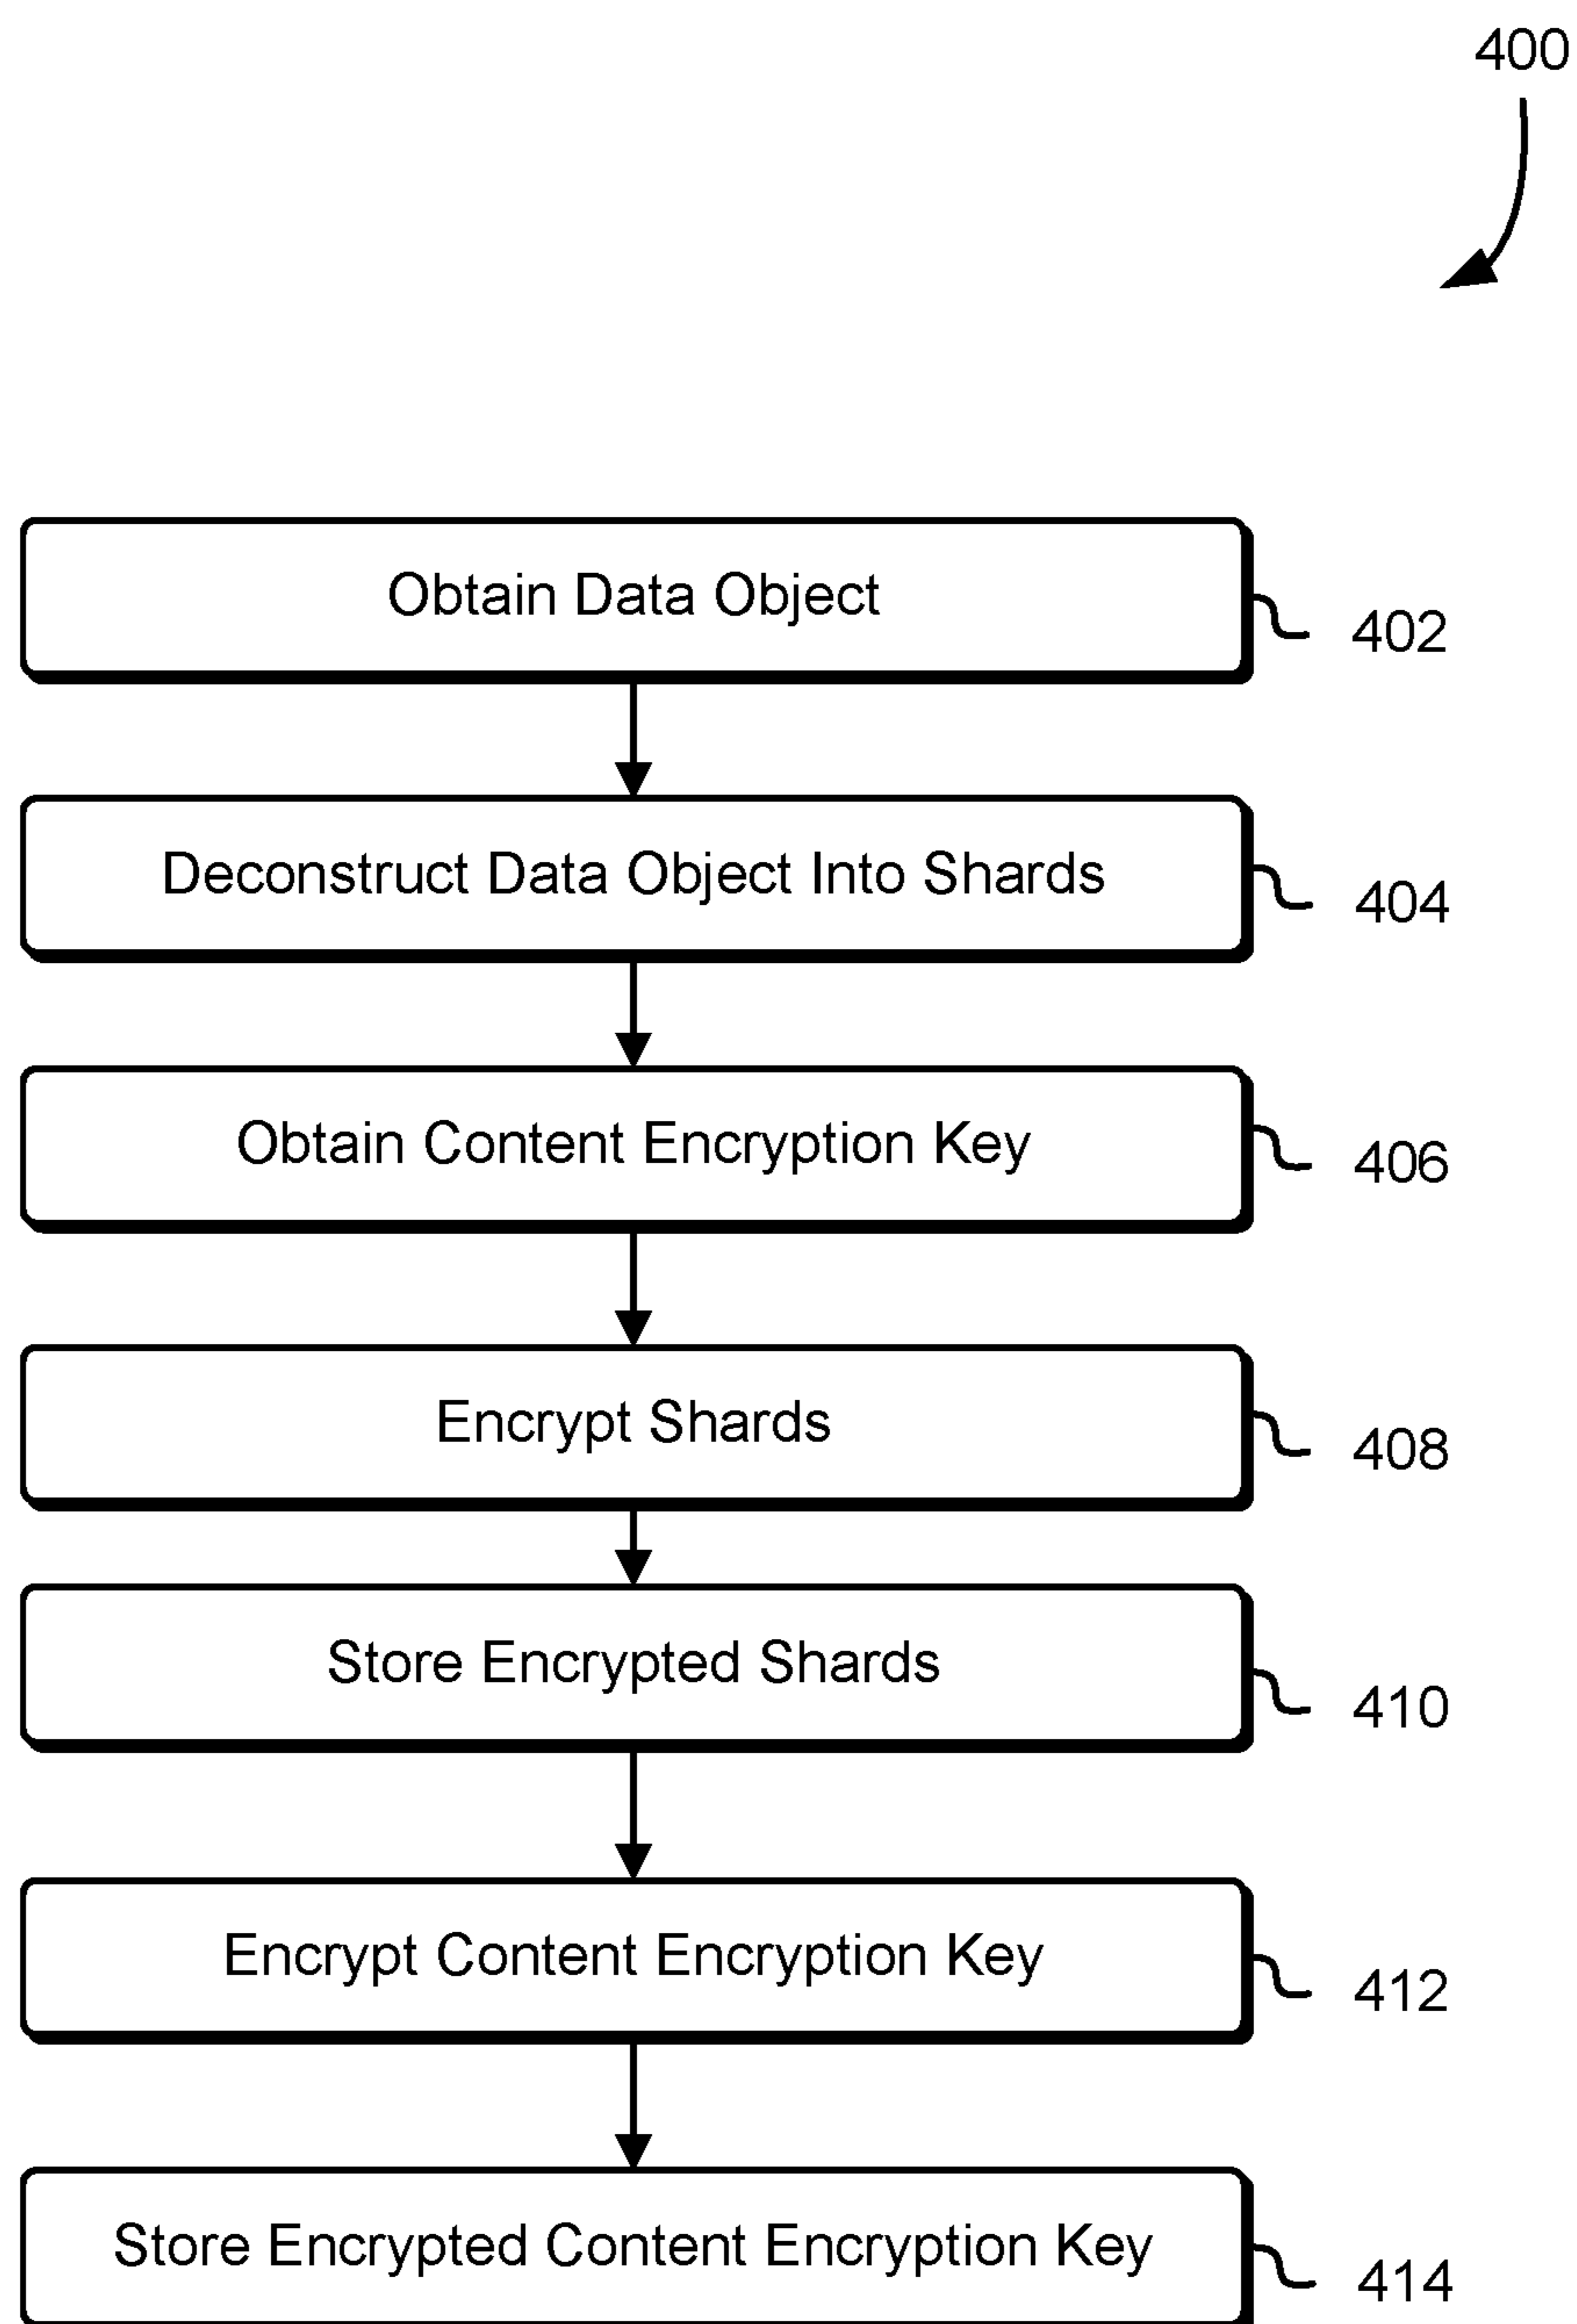 400
Obtain Data Object
402
Deconstruct Data Object Into Shards
404
Obtain Content Encryption Key
406
Encrypt Shards
408
Store Encrypted Shards
410
Encrypt Content Encryption Key
412
Store Encrypted Content Encryption Key
414